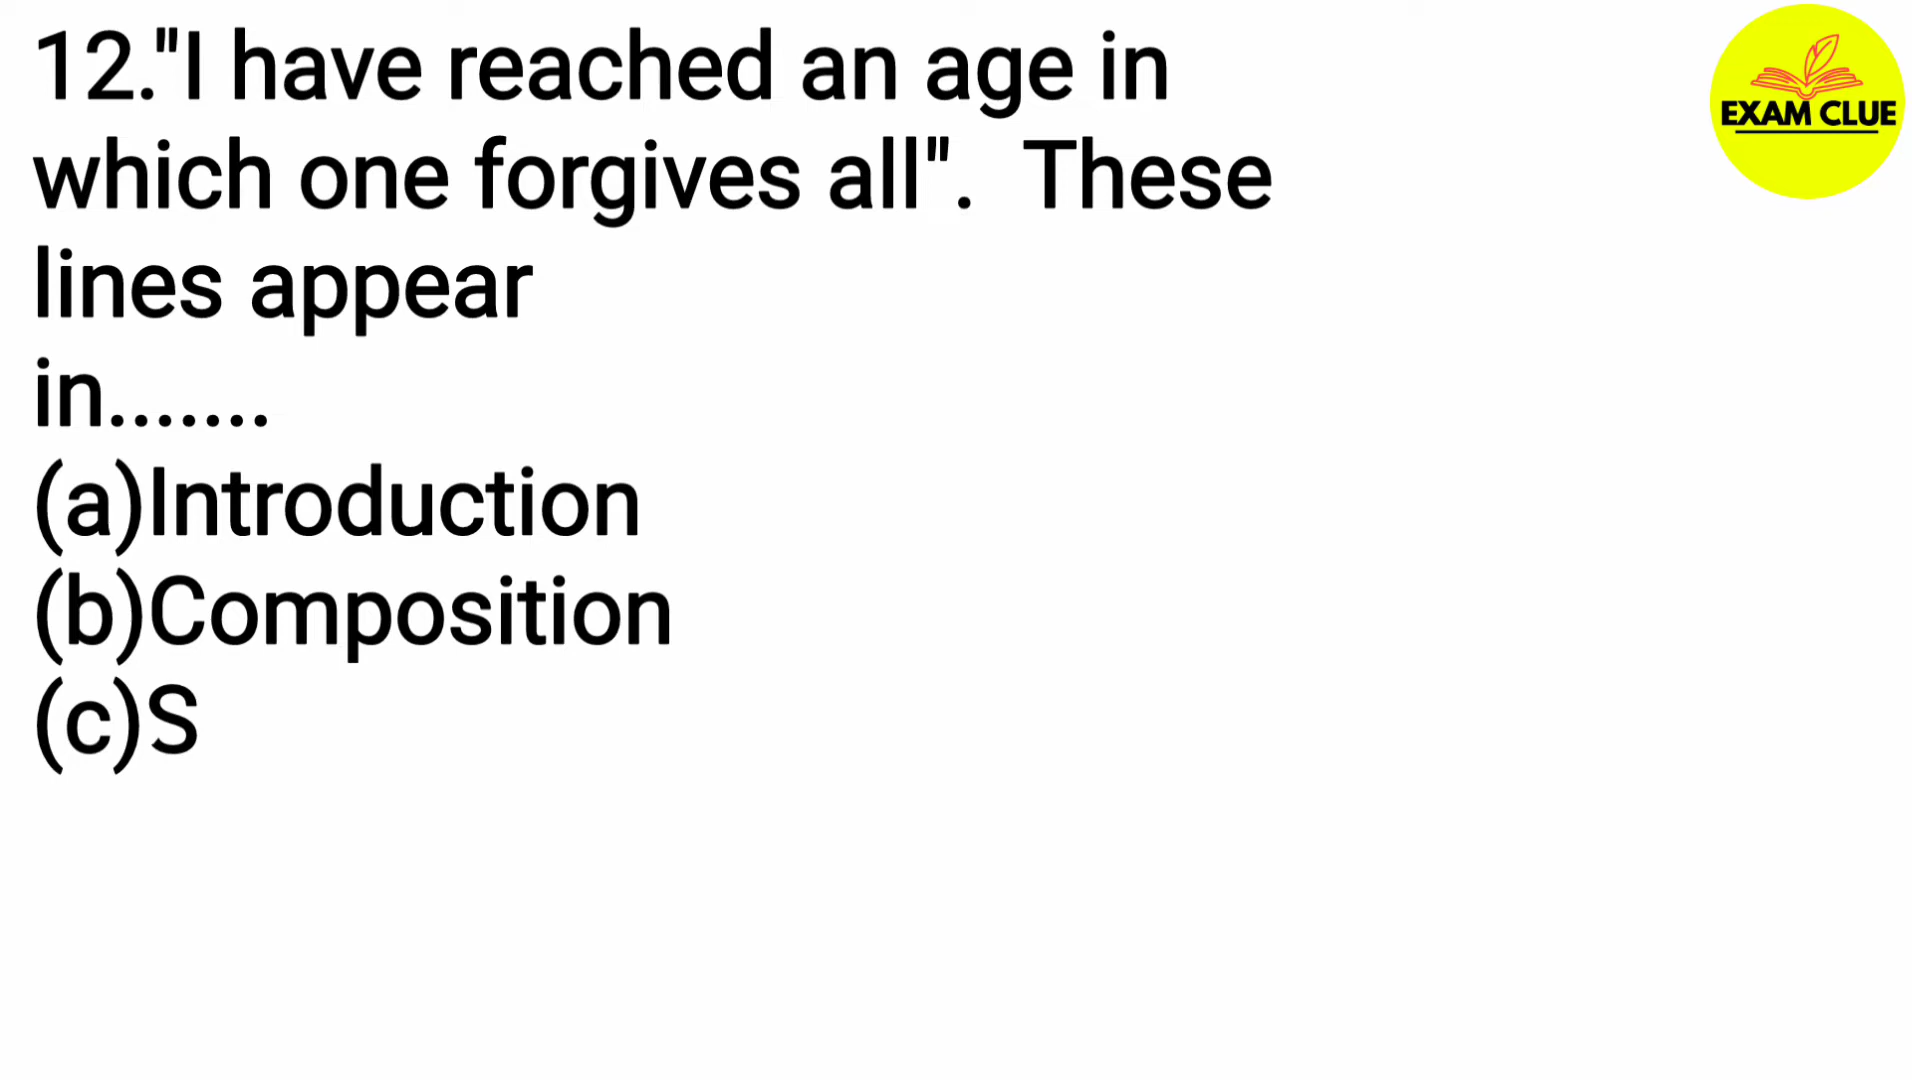 12."I have reached an age in
which one forgives all".  These
lines appear
in.......
(a)Introduction
(b)Composition
(c)S
EXAM CLUE